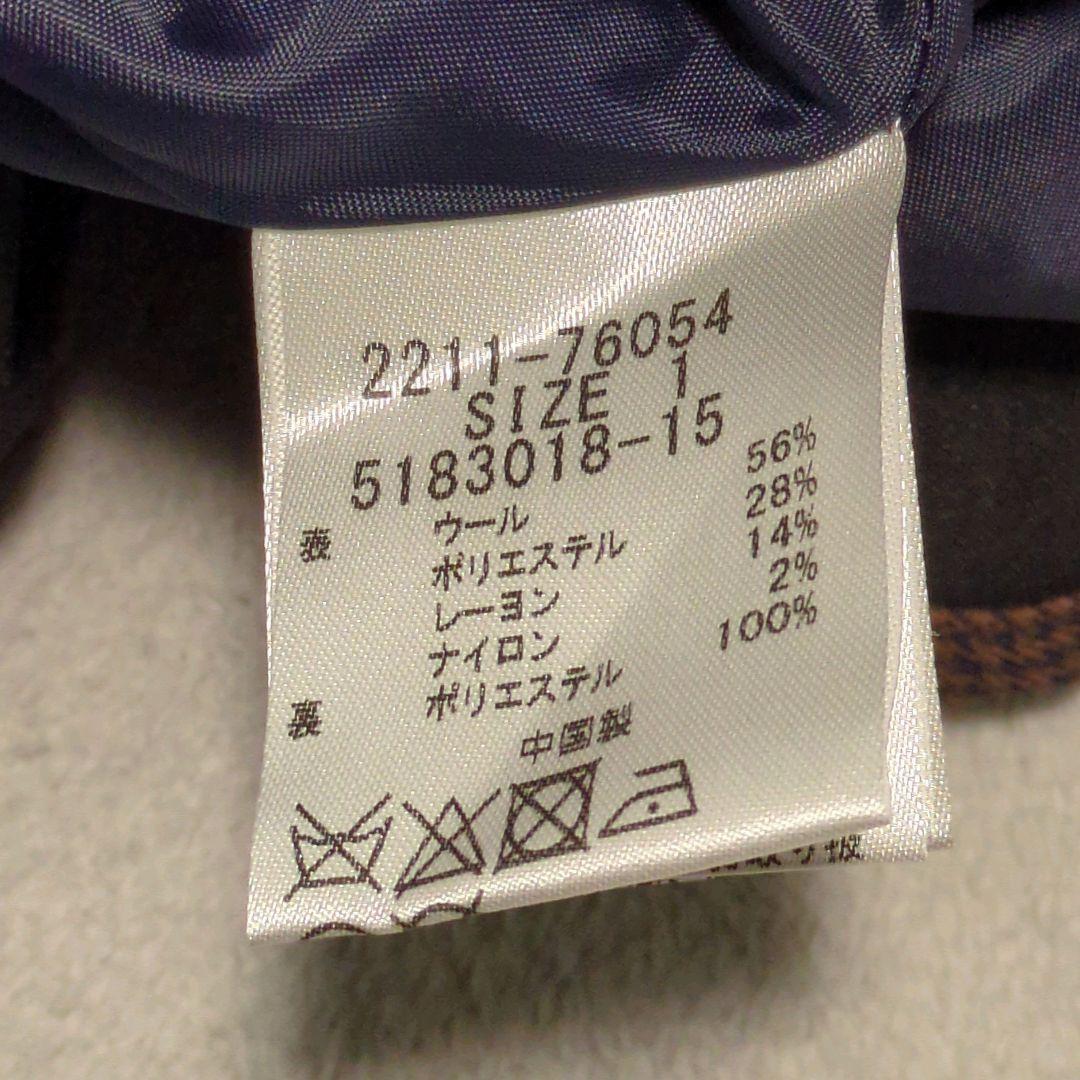 2211-76054
SIZE 1
5183018-15
表 ウール 56%
ポリエステル 28%
レーヨン 14%
ナイロン 2%
裏 ポリエステル 100%
中国製